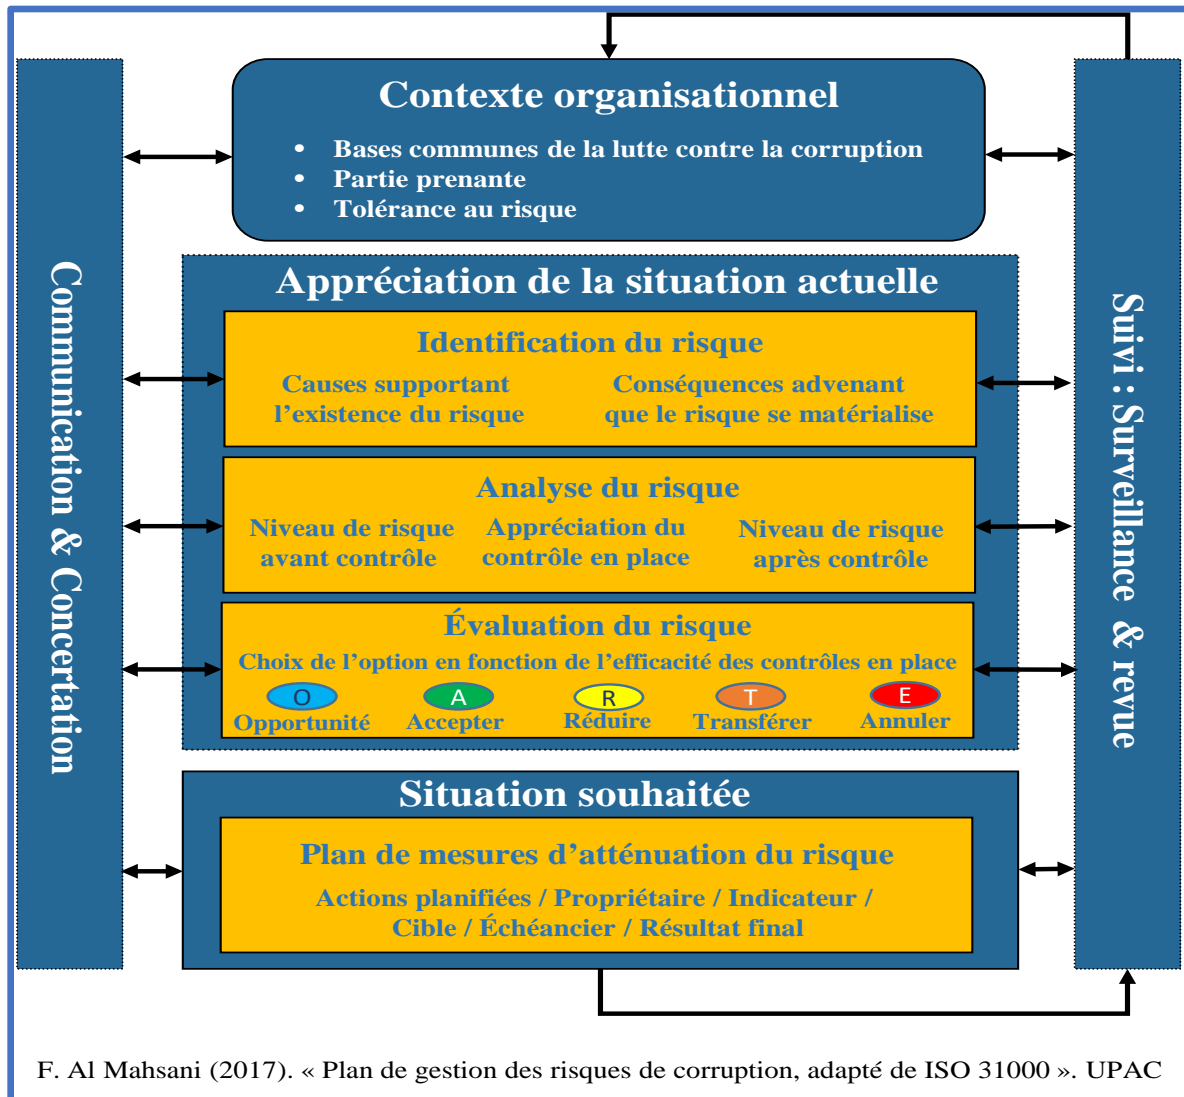 Contexte organisationnel
• Bases communes de la lutte contre la corruption
• Partie prenante
• Tolérance au risque
Communication & Concertation
Appréciation de la situation actuelle
Identification du risque
Causes supportant
l’existence du risque
Conséquences advenant
que le risque se matérialise
Analyse du risque
Niveau de risque
avant contrôle
Appréciation du
contrôle en place
Niveau de risque
après contrôle
Évaluation du risque
Choix de l’option en fonction de l’efficacité des contrôles en place
O A R T E
Opportunité Accepter Réduire Transférer Annuler
Suivi : Surveillance & revue
Situation souhaitée
Plan de mesures d’atténuation du risque
Actions planifiées / Propriétaire / Indicateur /
Cible / Échéancier / Résultat final
F. Al Mahsani (2017). « Plan de gestion des risques de corruption, adapté de ISO 31000 ». UPAC